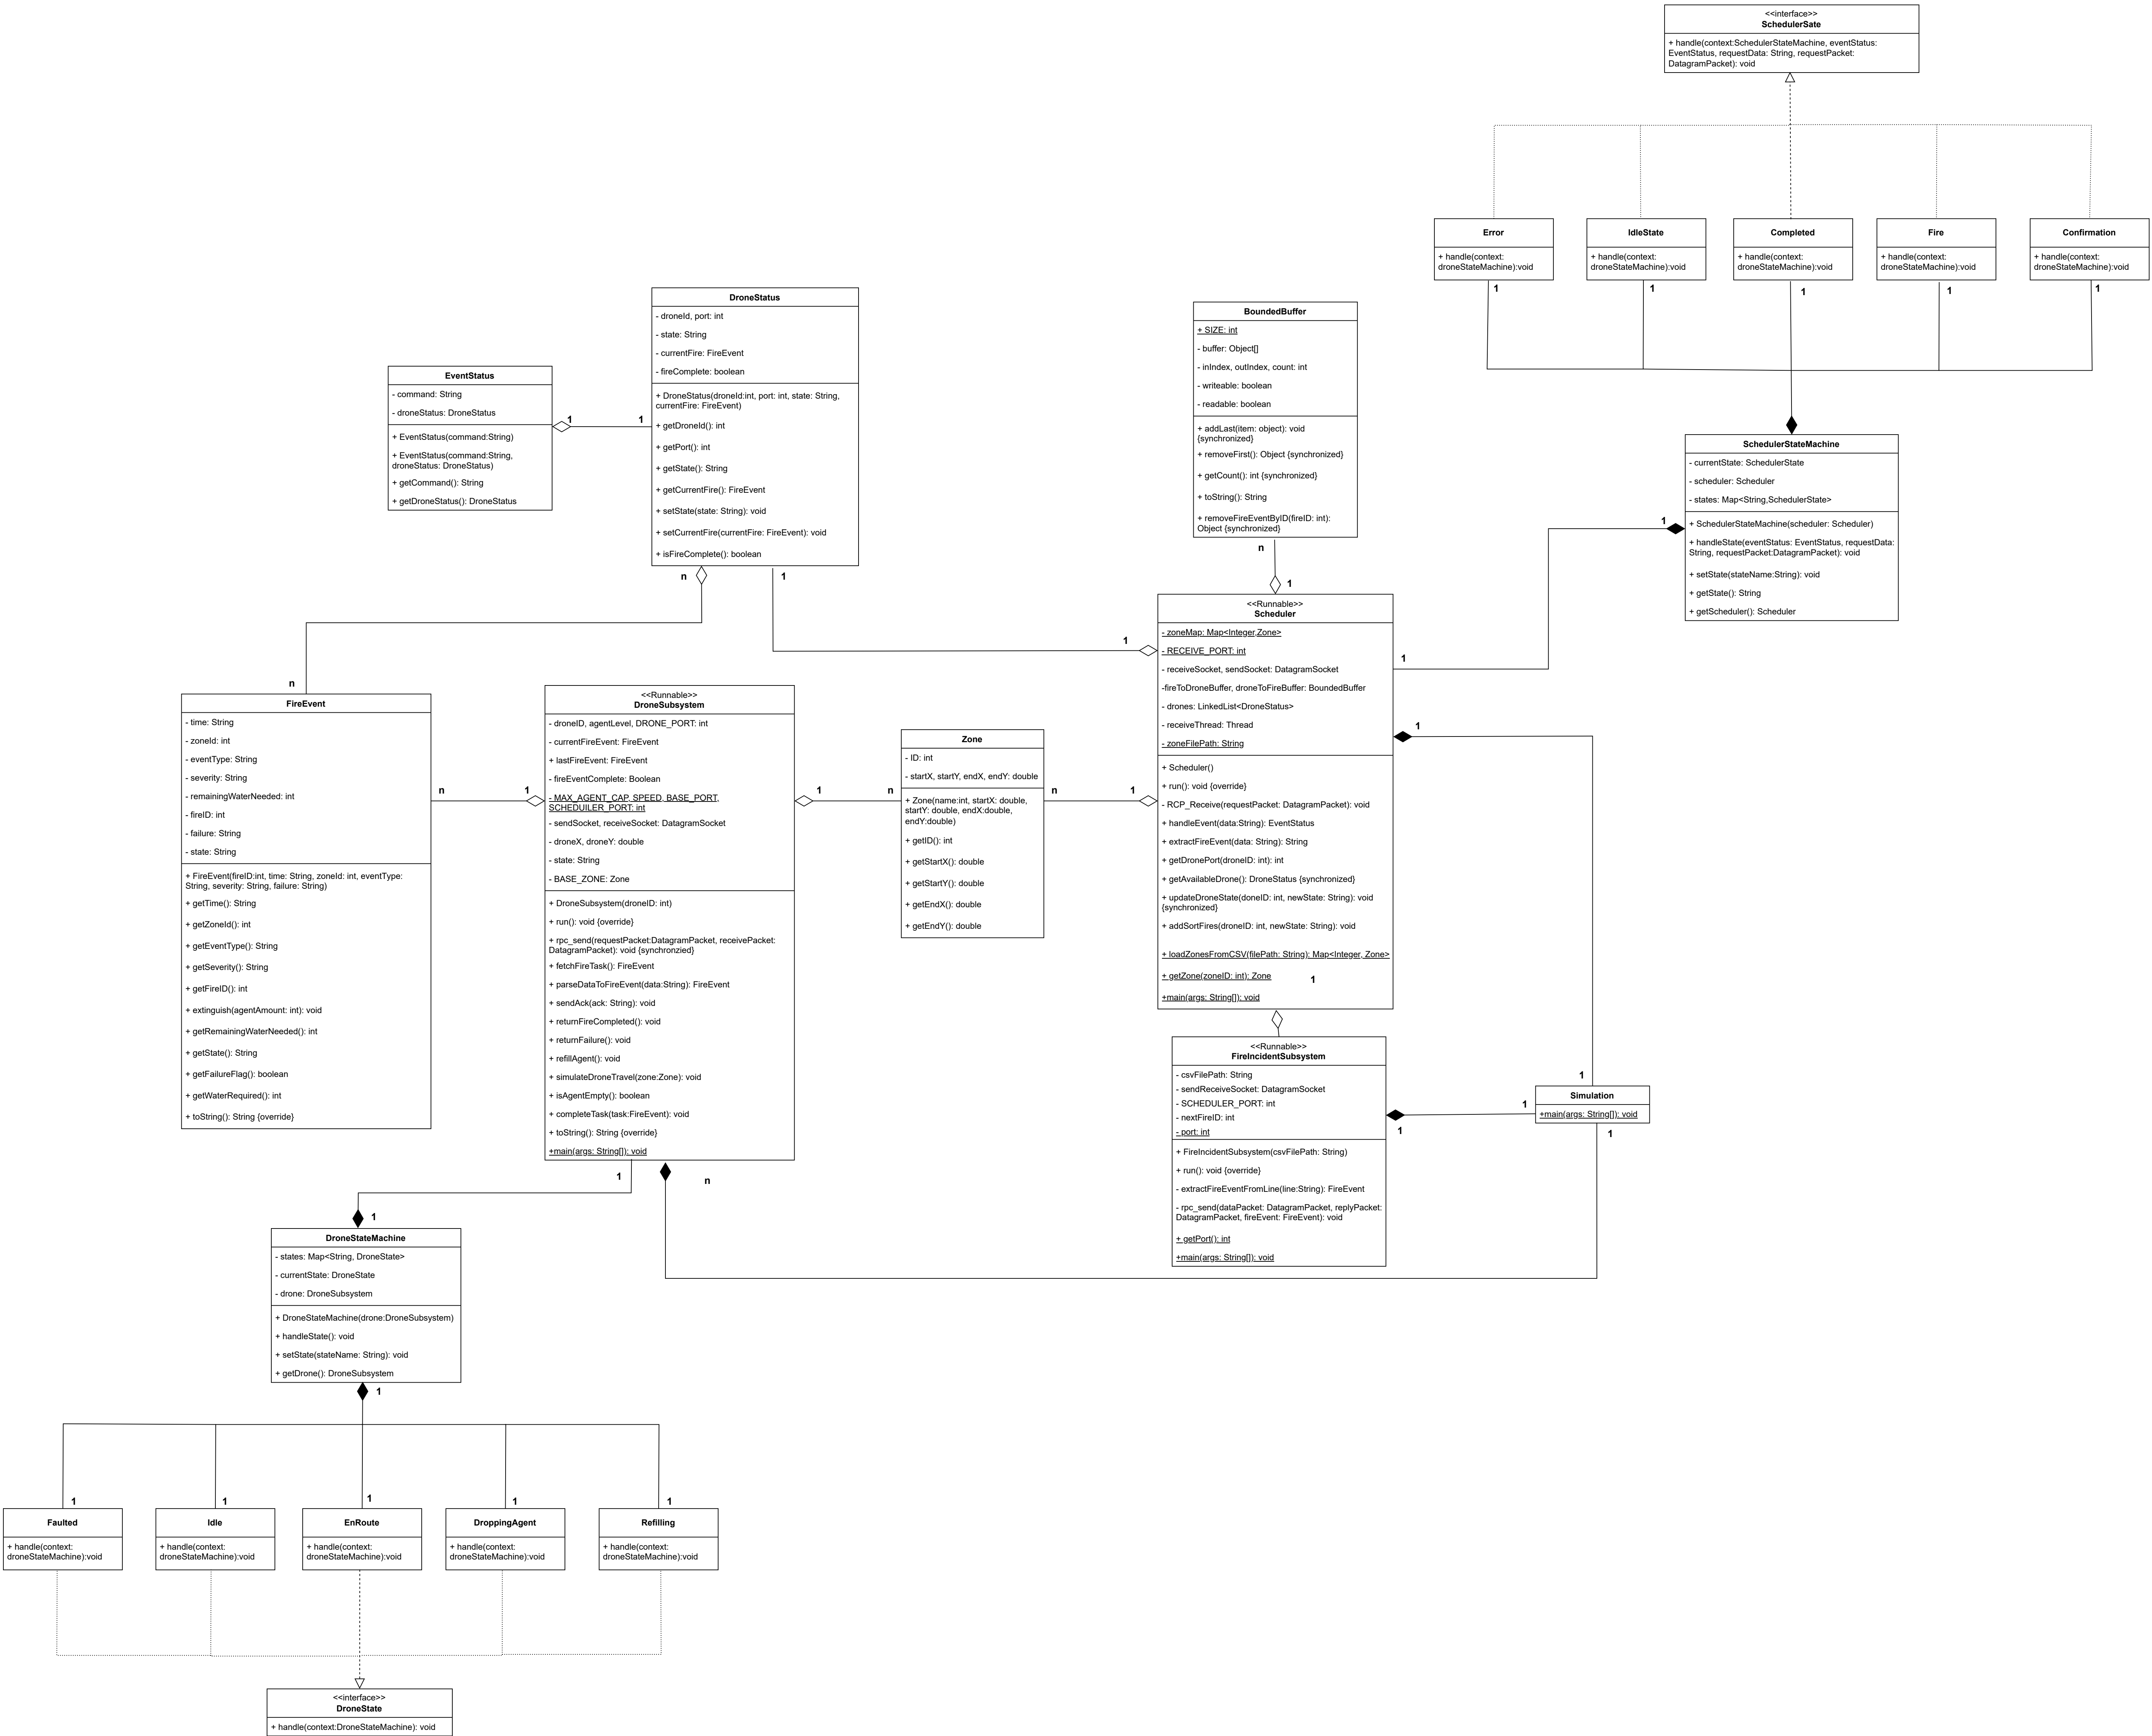 <<interface>>
SchedulerSate
+ handle(context:SchedulerStateMachine, eventStatus:
EventStatus, requestData: String, requestPacket:
DatagramPacket): void
Error
+ handle(context:
droneStateMachine):void
1
IdleState
+ handle(context:
droneStateMachine):void
1
Completed
+ handle(context:
droneStateMachine):void
1
Fire
+ handle(context:
droneStateMachine):void
1
Confirmation
+ handle(context:
droneStateMachine):void
1
DroneStatus
- droneId, port: int
- state: String
- currentFire: FireEvent
- fireComplete: boolean
+ DroneStatus(droneId:int, port: int, state: String,
currentFire: FireEvent)
+ getDroneId(): int
+ getPort(): int
+ getState(): String
+ getCurrentFire(): FireEvent
+ setState(state: String): void
+ setCurrentFire(currentFire: FireEvent): void
+ isFireComplete(): boolean
n
1
EventStatus
- command: String
- droneStatus: DroneStatus
+ EventStatus(command:String)
+ EventStatus(command:String,
droneStatus: DroneStatus)
+ getCommand(): String
+ getDroneStatus(): DroneStatus
1
1
BoundedBuffer
+ SIZE: int
- buffer: Object[]
- inIndex, outIndex, count: int
- writeable: boolean
- readable: boolean
+ addLast(item: object): void
{synchronized}
+ removeFirst(): Object {synchronized}
+ getCount(): int {synchronized}
+ toString(): String
+ removeFireEventByID(fireID: int):
Object {synchronized}
n
1
SchedulerStateMachine
- currentState: SchedulerState
- scheduler: Scheduler
- states: Map<String,SchedulerState>
+ SchedulerStateMachine(scheduler: Scheduler)
+ handleState(eventStatus: EventStatus, requestData:
String, requestPacket:DatagramPacket): void
+ setState(stateName:String): void
+ getState(): String
+ getScheduler(): Scheduler
1
<<Runnable>>
Scheduler
- zoneMap: Map<Integer,Zone>
- RECEIVE_PORT: int
- receiveSocket, sendSocket: DatagramSocket
-fireToDroneBuffer, droneToFireBuffer: BoundedBuffer
- drones: LinkedList<DroneStatus>
- receiveThread: Thread
- zoneFilePath: String
+ Scheduler()
+ run(): void {override}
- RCP_Receive(requestPacket: DatagramPacket): void
+ handleEvent(data:String): EventStatus
+ extractFireEvent(data: String): String
+ getDronePort(droneID: int): int
+ getAvailableDrone(): DroneStatus {synchronized}
+ updateDroneState(doneID: int, newState: String): void
{synchronized}
+ addSortFires(droneID: int, newState: String): void
+ loadZonesFromCSV(filePath: String): Map<Integer, Zone>
+ getZone(zoneID: int): Zone
1
+main(args: String[]): void
1
1
1
1
n
FireEvent
- time: String
- zoneId: int
- eventType: String
- severity: String
- remainingWaterNeeded: int
- fireID: int
- failure: String
- state: String
+ FireEvent(fireID:int, time: String, zoneId: int, eventType:
String, severity: String, failure: String)
+ getTime(): String
+ getZoneId(): int
+ getEventType(): String
+ getSeverity(): String
+ getFireID(): int
+ extinguish(agentAmount: int): void
+ getRemainingWaterNeeded(): int
+ getState(): String
+ getFailureFlag(): boolean
+ getWaterRequired(): int
+ toString(): String {override}
n
1
<<Runnable>>
DroneSubsystem
- droneID, agentLevel, DRONE_PORT: int
- currentFireEvent: FireEvent
+ lastFireEvent: FireEvent
- fireEventComplete: Boolean
- MAX_AGENT_CAP, SPEED, BASE_PORT,
SCHEDUILER_PORT: int
- sendSocket, receiveSocket: DatagramSocket
- droneX, droneY: double
- state: String
- BASE_ZONE: Zone
+ DroneSubsystem(droneID: int)
+ run(): void {override}
+ rpc_send(requestPacket:DatagramPacket, receivePacket:
DatagramPacket): void {synchronzied}
+ fetchFireTask(): FireEvent
+ parseDataToFireEvent(data:String): FireEvent
+ sendAck(ack: String): void
+ returnFireCompleted(): void
+ returnFailure(): void
+ refillAgent(): void
+ simulateDroneTravel(zone:Zone): void
+ isAgentEmpty(): boolean
+ completeTask(task:FireEvent): void
+ toString(): String {override}
+main(args: String[]): void
1
n
1
n
Zone
- ID: int
- startX, startY, endX, endY: double
+ Zone(name:int, startX: double,
startY: double, endX:double,
endY:double)
+ getID(): int
+ getStartX(): double
+ getStartY(): double
+ getEndX(): double
+ getEndY(): double
n
1
<<Runnable>>
FireIncidentSubsystem
- csvFilePath: String
- sendReceiveSocket: DatagramSocket
- SCHEDULER_PORT: int
- nextFireID: int
- port: int
+ FireIncidentSubsystem(csvFilePath: String)
+ run(): void {override}
- extractFireEventFromLine(line:String): FireEvent
- rpc_send(dataPacket: DatagramPacket, replyPacket:
DatagramPacket, fireEvent: FireEvent): void
+ getPort(): int
+main(args: String[]): void
1
1
Simulation
+main(args: String[]): void
1
DroneStateMachine
- states: Map<String, DroneState>
- currentState: DroneState
- drone: DroneSubsystem
+ DroneStateMachine(drone:DroneSubsystem)
+ handleState(): void
+ setState(stateName: String): void
+ getDrone(): DroneSubsystem
1
1
Faulted
+ handle(context:
droneStateMachine):void
1
Idle
+ handle(context:
droneStateMachine):void
1
EnRoute
+ handle(context:
droneStateMachine):void
1
DroppingAgent
+ handle(context:
droneStateMachine):void
1
Refilling
+ handle(context:
droneStateMachine):void
1
<<interface>>
DroneState
+ handle(context:DroneStateMachine): void